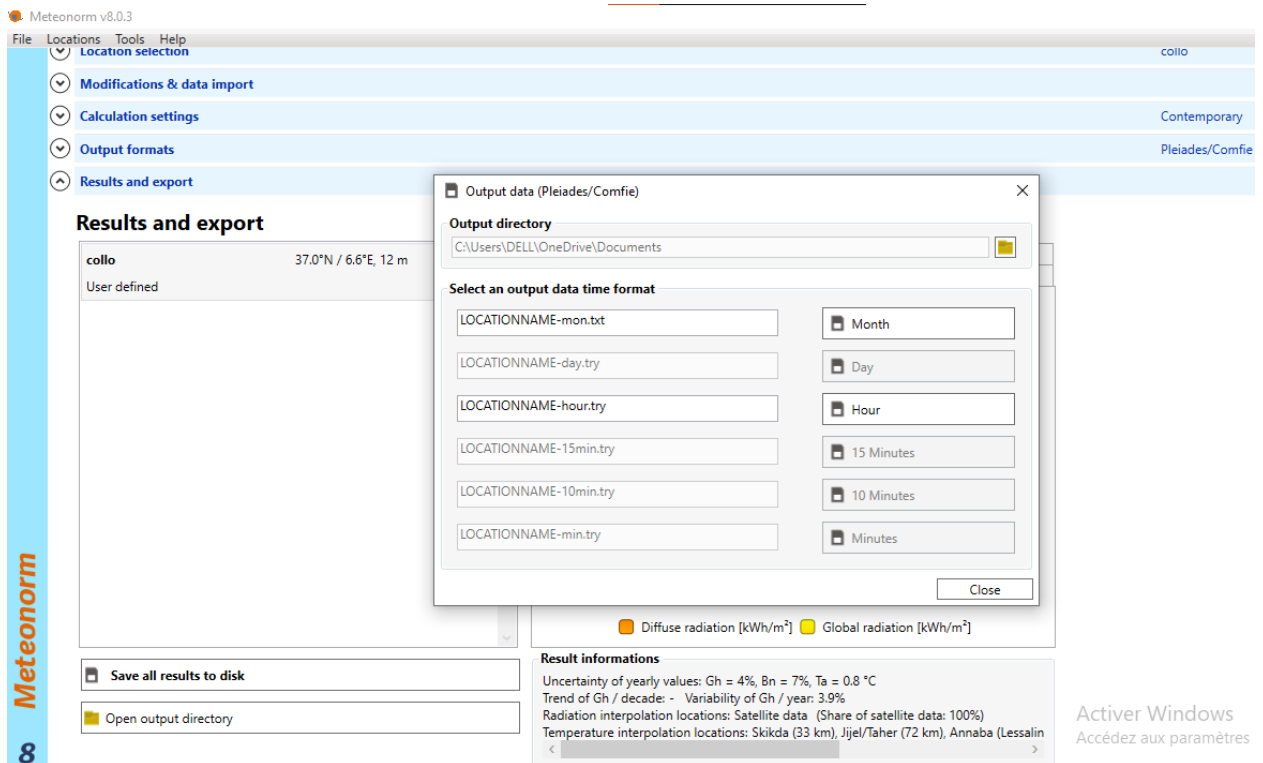 Meteonorm v8.0.3
File Locations Tools Help
Location selection collo
Modifications & data import
Calculation settings Contemporary
Output formats Pleiades/Comfie
Results and export
Results and export
collo 37.0°N / 6.6°E, 12 m
User defined
Output data (Pleiades/Comfie)
Output directory
C:\Users\DELL\OneDrive\Documents
Select an output data time format
LOCATIONNAME-mon.txt Month
LOCATIONNAME-day.try Day
LOCATIONNAME-hour.try Hour
LOCATIONNAME-15min.try 15 Minutes
LOCATIONNAME-10min.try 10 Minutes
LOCATIONNAME-min.try Minutes
Close
Diffuse radiation [kWh/m²] Global radiation [kWh/m²]
Save all results to disk
Open output directory
Result informations
Uncertainty of yearly values: Gh = 4%, Bn = 7%, Ta = 0.8 °C
Trend of Gh / decade: - Variability of Gh / year: 3.9%
Radiation interpolation locations: Satellite data (Share of satellite data: 100%)
Temperature interpolation locations: Skikda (33 km), Jijel/Taher (72 km), Annaba (Lessalin
Meteonorm
8
Activer Windows
Accédez aux paramètres